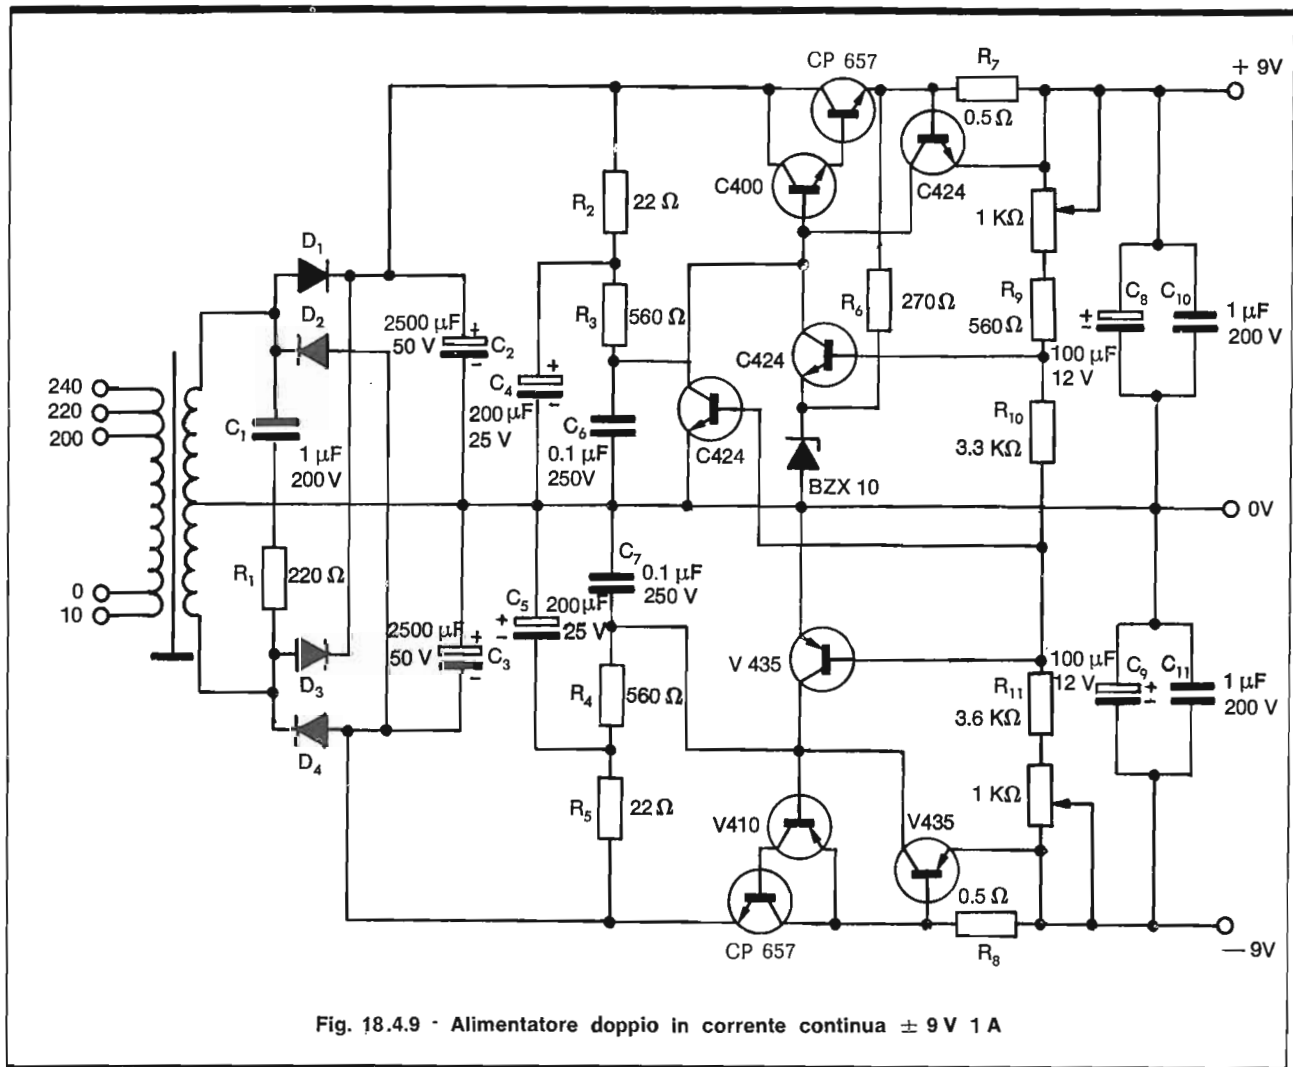 CP 657
R7
0.5 Ω
+ 9V
C400
C424
R2
22 Ω
1 KΩ
D1
D2
R3
560 Ω
R6
270 Ω
R9
560 Ω
C8
C10
+
−
1 µF
200 V
2500 µF
50 V
+
C2
−
C4
+
200 µF
−
25 V
C424
100 µF
12 V
240
220
200
C1
1 µF
200 V
C6
0.1 µF
250V
C424
R10
3.3 KΩ
BZX 10
0V
R1
220 Ω
C7
0.1 µF
250 V
0
10
C5
200 µF
+
−
25 V
2500 µF
50 V
+
C3
−
D3
D4
R4
560 Ω
V 435
100 µF
12 V
C9
+
−
C11
1 µF
200 V
R11
3.6 KΩ
R5
22 Ω
V410
V435
1 KΩ
0.5 Ω
R8
CP 657
— 9V
Fig. 18.4.9 - Alimentatore doppio in corrente continua ± 9 V 1 A